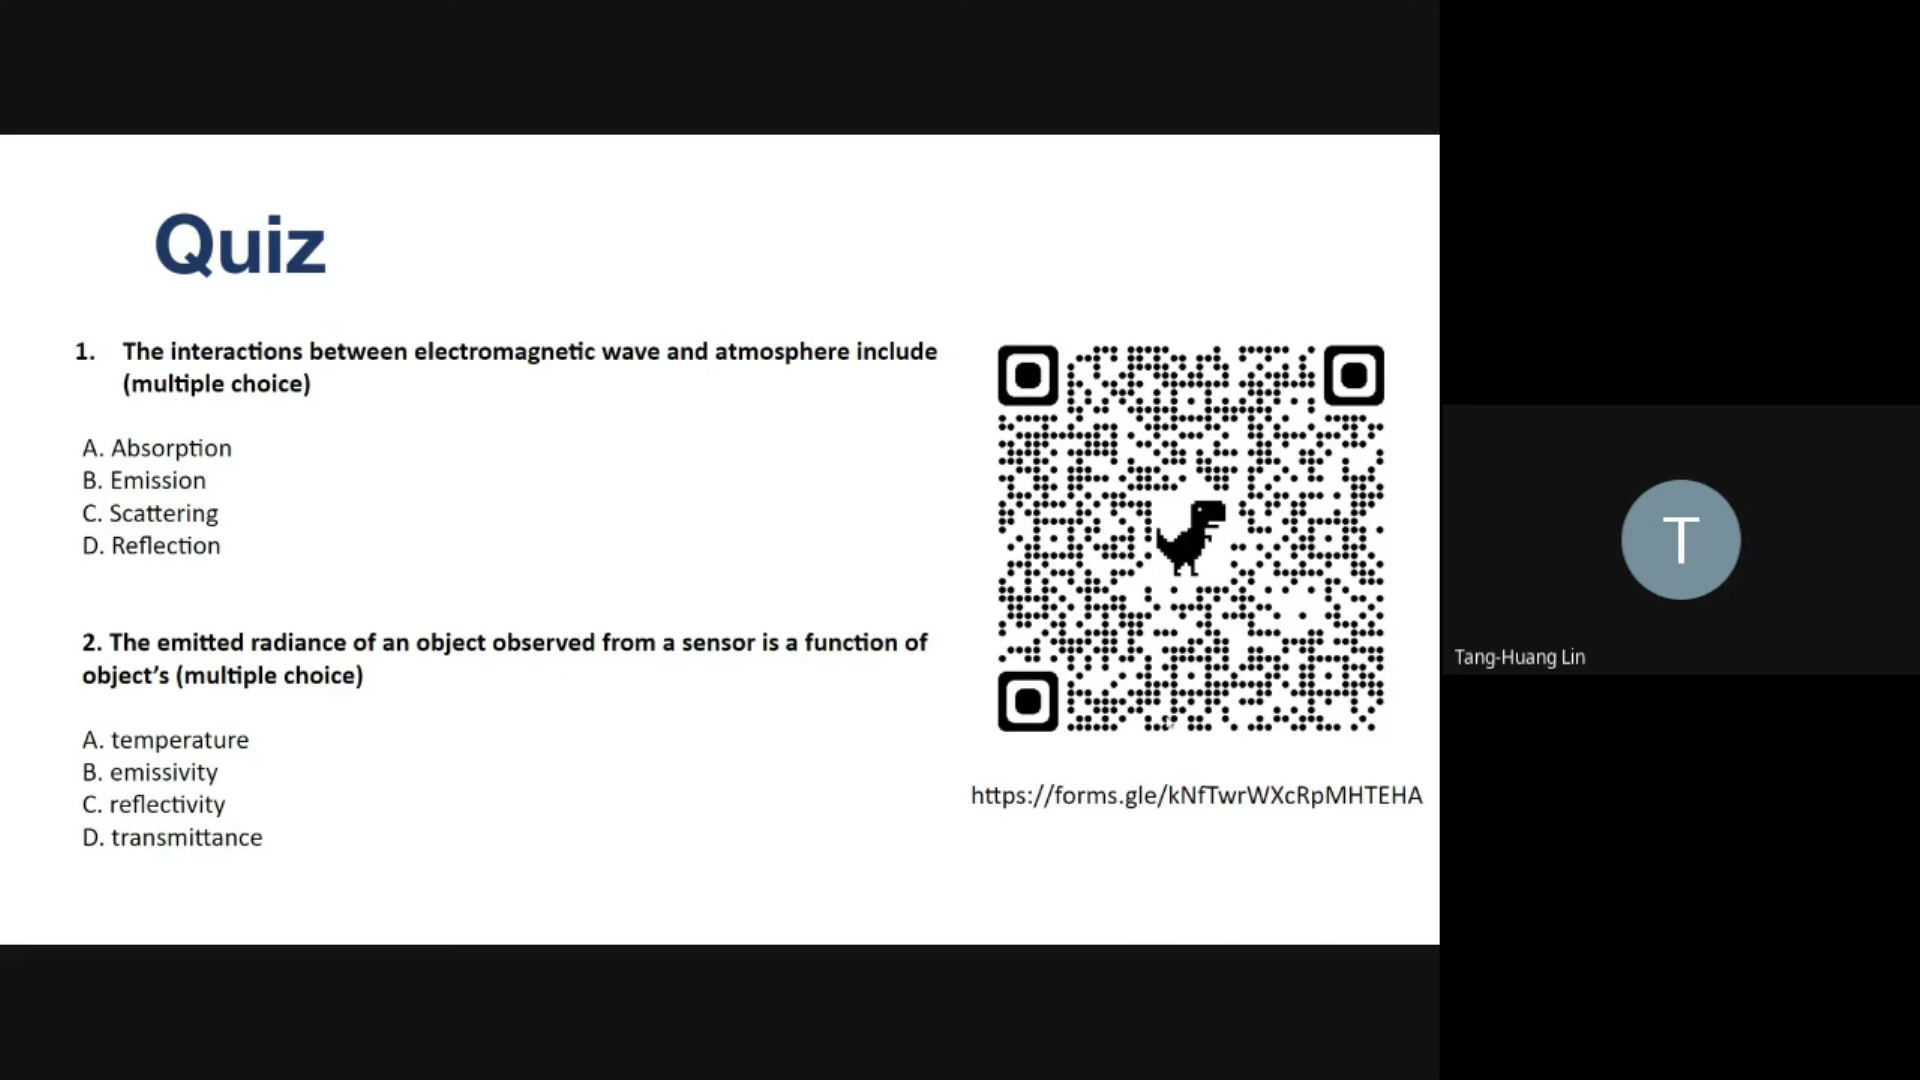 Quiz
1. The interactions between electromagnetic wave and atmosphere include
(multiple choice)
A. Absorption
B. Emission
C. Scattering
D. Reflection
2. The emitted radiance of an object observed from a sensor is a function of
object’s (multiple choice)
A. temperature
B. emissivity
C. reflectivity
D. transmittance
https://forms.gle/kNfTwrWXcRpMHTEHA
T
Tang-Huang Lin